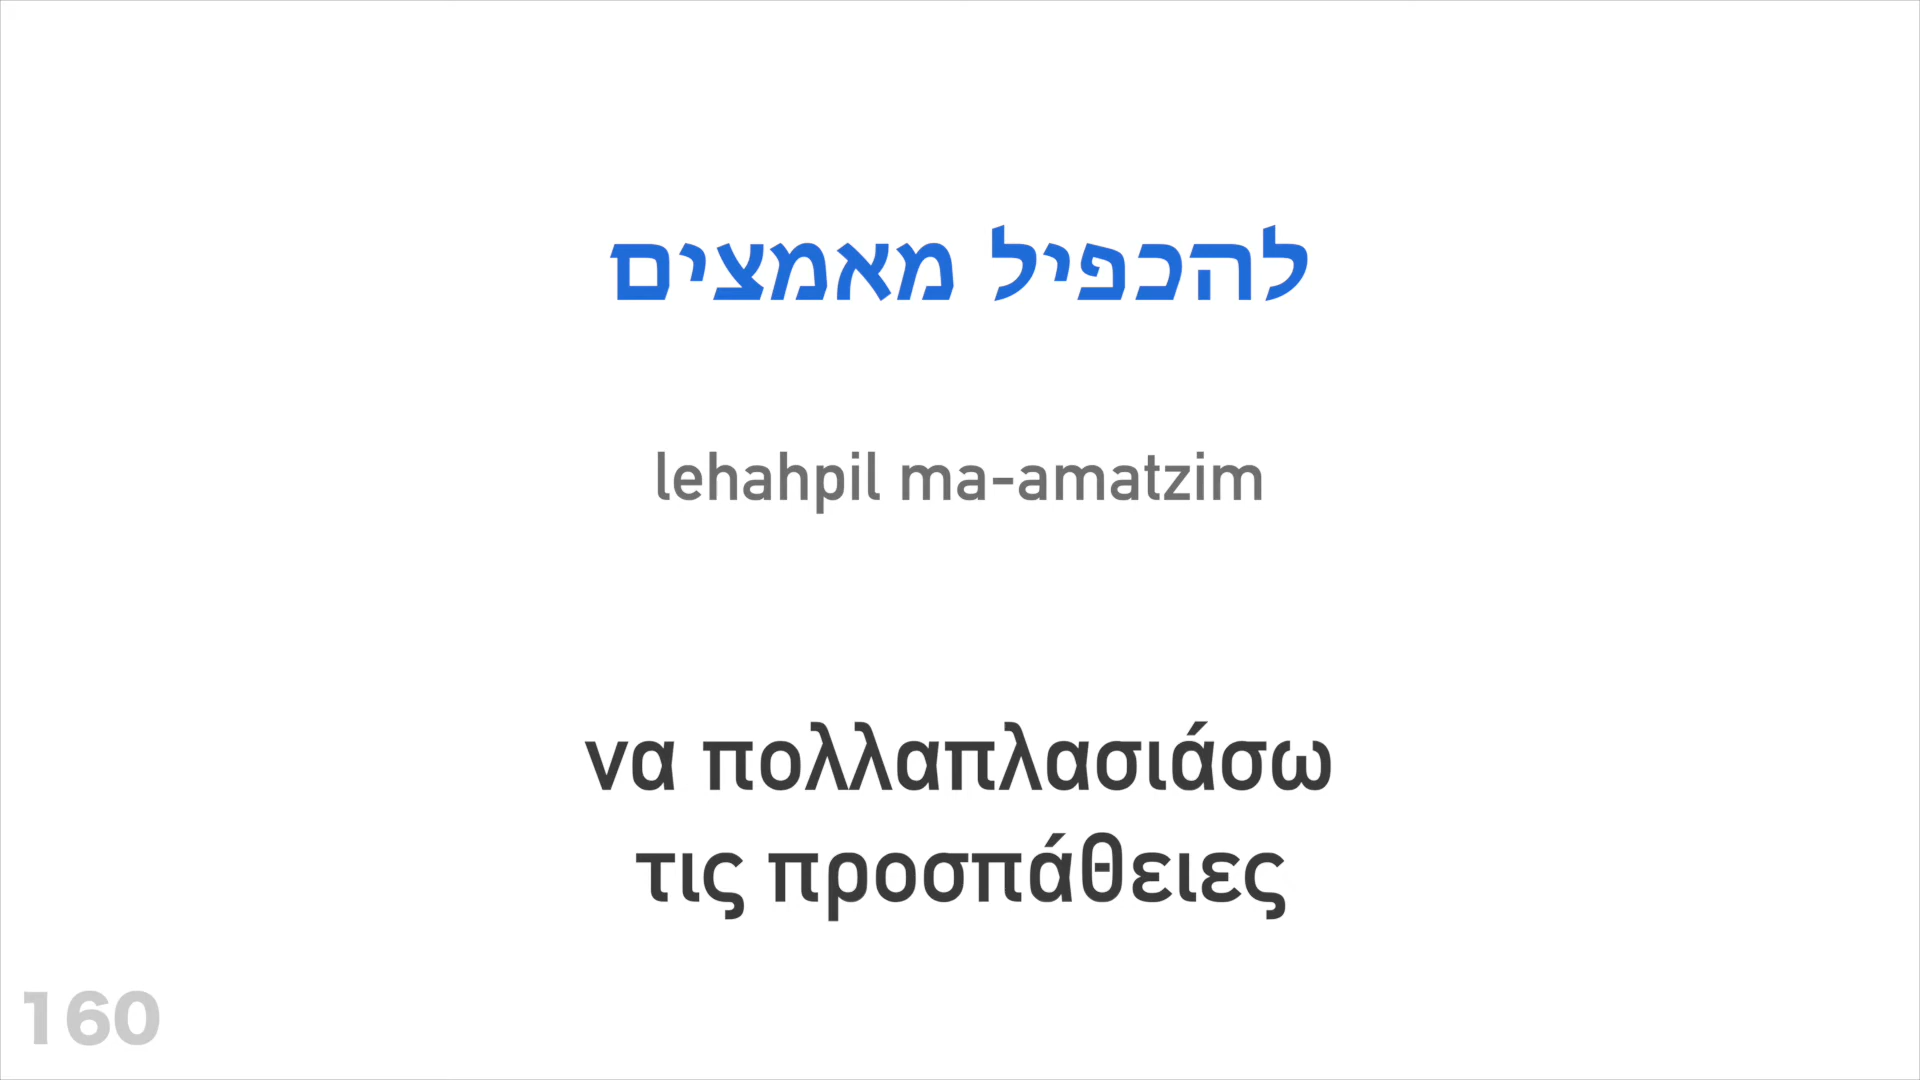 להכפיל מאמצים
lehahpil ma-amatzim
να πολλαπλασιάσω
τις προσπάθειες
160